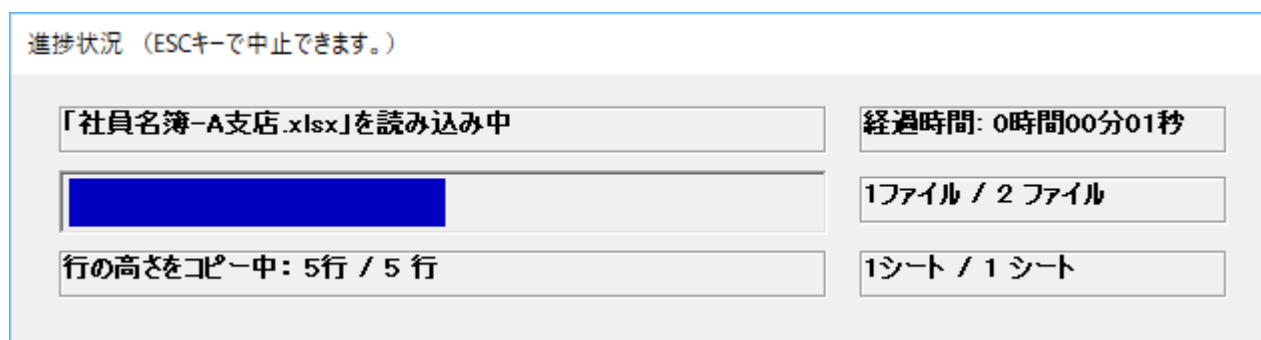 進捗状況 （ESCキーで中止できます。）
「社員名簿-A支店.xlsx」を読み込み中
経過時間: 0時間00分01秒
1ファイル / 2 ファイル
行の高さをコピー中： 5行 / 5 行
1シート / 1 シート